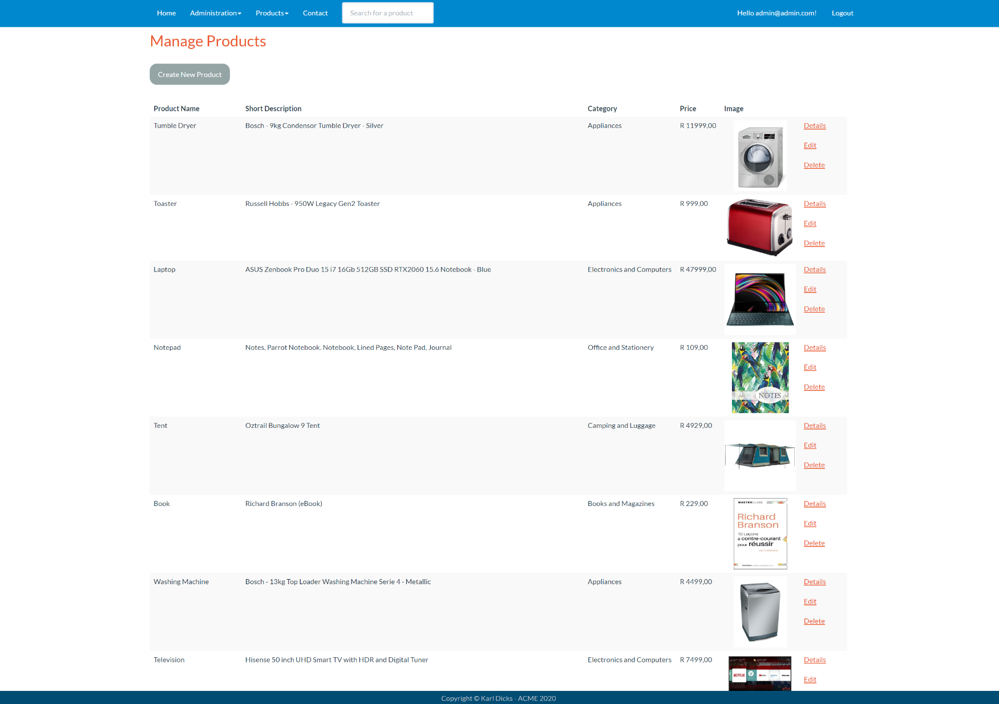 Home Administration Products Contact Search for a product Hello admin@admin.com! Logout
Manage Products
Create New Product
Product Name Short Description Category Price Image
Tumble Dryer Bosch - 9kg Condensor Tumble Dryer - Silver Appliances R 11999,00 Details
Edit
Delete
Toaster Russell Hobbs - 950W Legacy Gen2 Toaster Appliances R 999,00 Details
Edit
Delete
Laptop ASUS Zenbook Pro Duo 15 i7 16Gb 512GB SSD RTX2060 15.6 Notebook - Blue Electronics and Computers R 47999,00 Details
Edit
Delete
Notepad Notes, Parrot Notebook. Notebook, Lined Pages, Note Pad, Journal Office and Stationery R 109,00 Details
Edit
Delete
NOTES
Tent Oztrail Bungalow 9 Tent Camping and Luggage R 4929,00 Details
Edit
Delete
Book Richard Branson (eBook) Books and Magazines R 229,00 Details
MASTERCLASS
Richard
Branson
Edit
10 Leçons
à contre-courant
pour réussir
Delete
Washing Machine Bosch - 13kg Top Loader Washing Machine Serie 4 - Metallic Appliances R 4499,00 Details
Edit
Delete
Television Hisense 50 inch UHD Smart TV with HDR and Digital Tuner Electronics and Computers R 7499,00 Details
NETFLIX
Edit
Copyright © Karl Dicks - ACME 2020